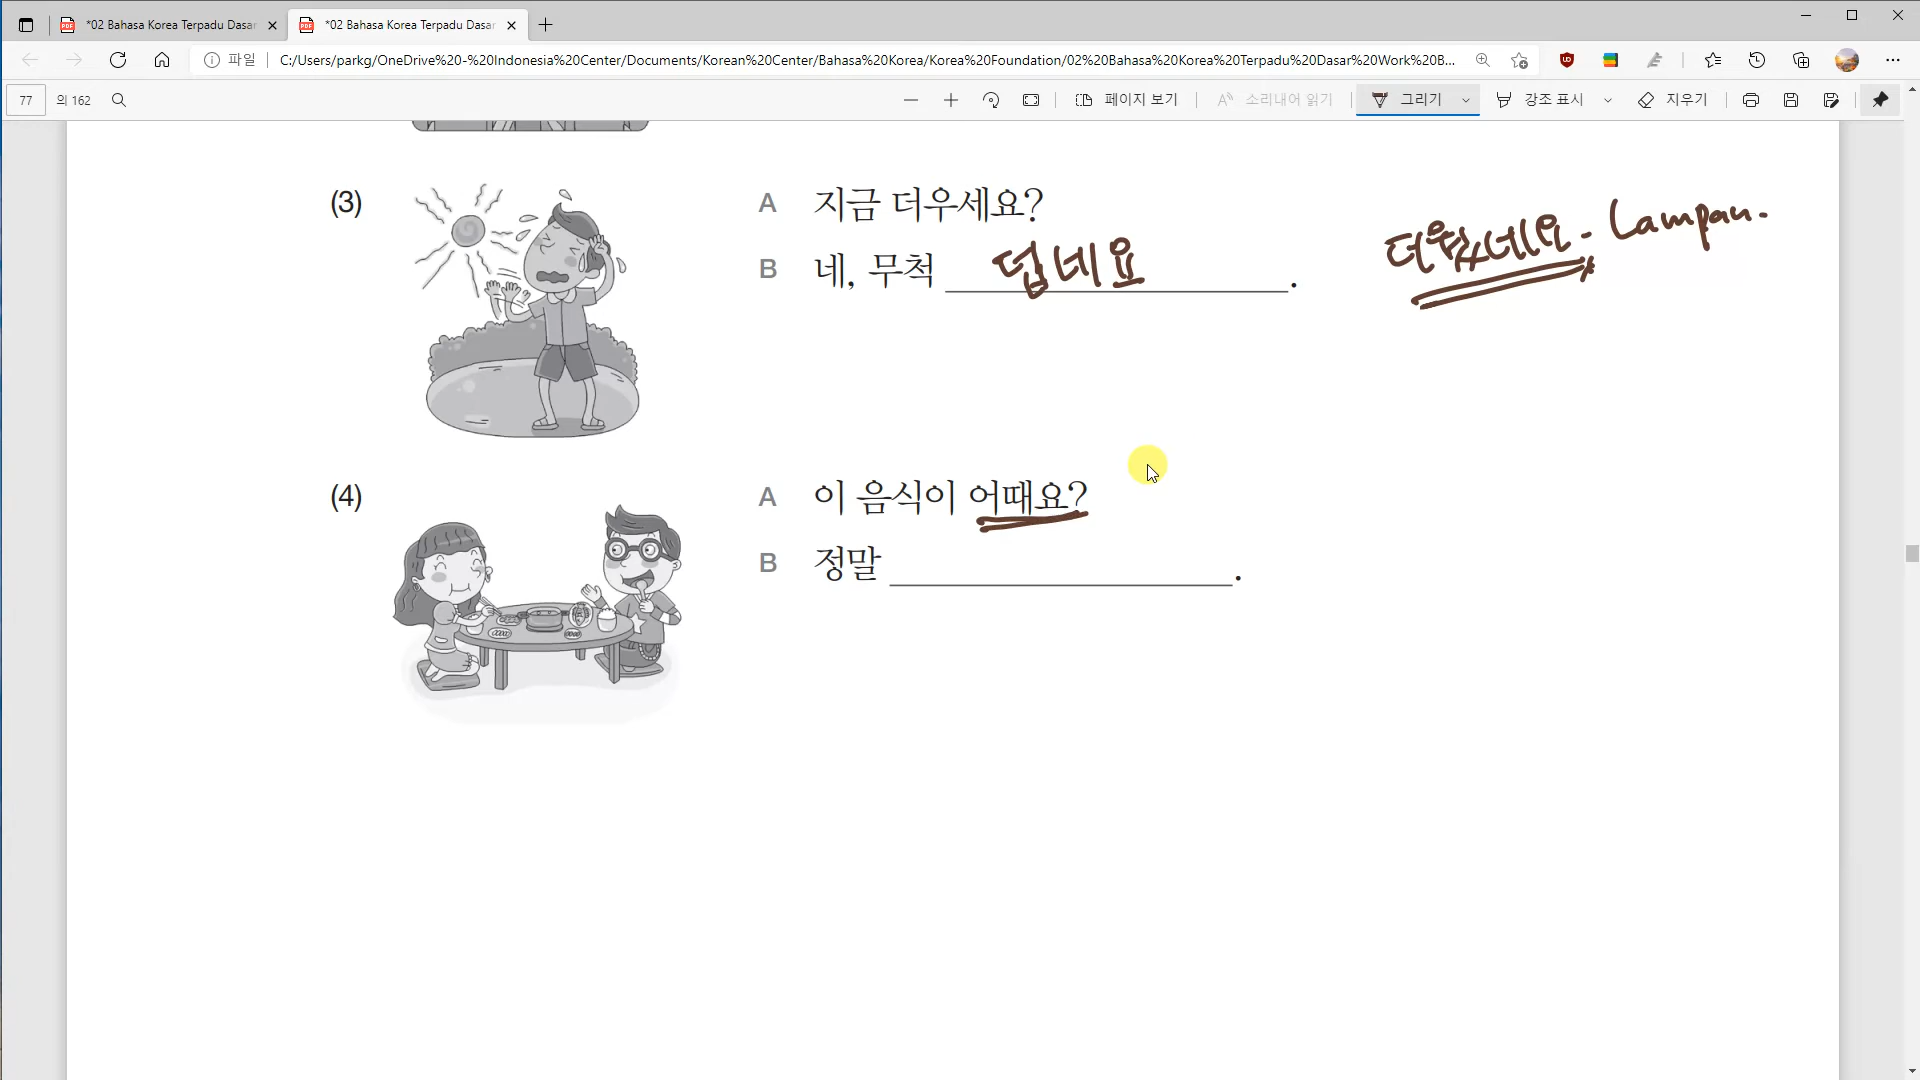 *02 Bahasa Korea Terpadu Dasar
*02 Bahasa Korea Terpadu Dasar
파일
C:/Users/parkg/OneDrive%20-%20Indonesia%20Center/Documents/Korean%20Center/Bahasa%20Korea/Korea%20Foundation/02%20Bahasa%20Korea%20Terpadu%20Dasar%20Work%20B...
77 의 162
페이지 보기
소리내어 읽기
그리기
강조 표시
지우기
(3)
A 지금 더우세요?
B 네, 무척 덥네요.
더웠네요. Lampau.
(4)
A 이 음식이 어때요?
B 정말 .